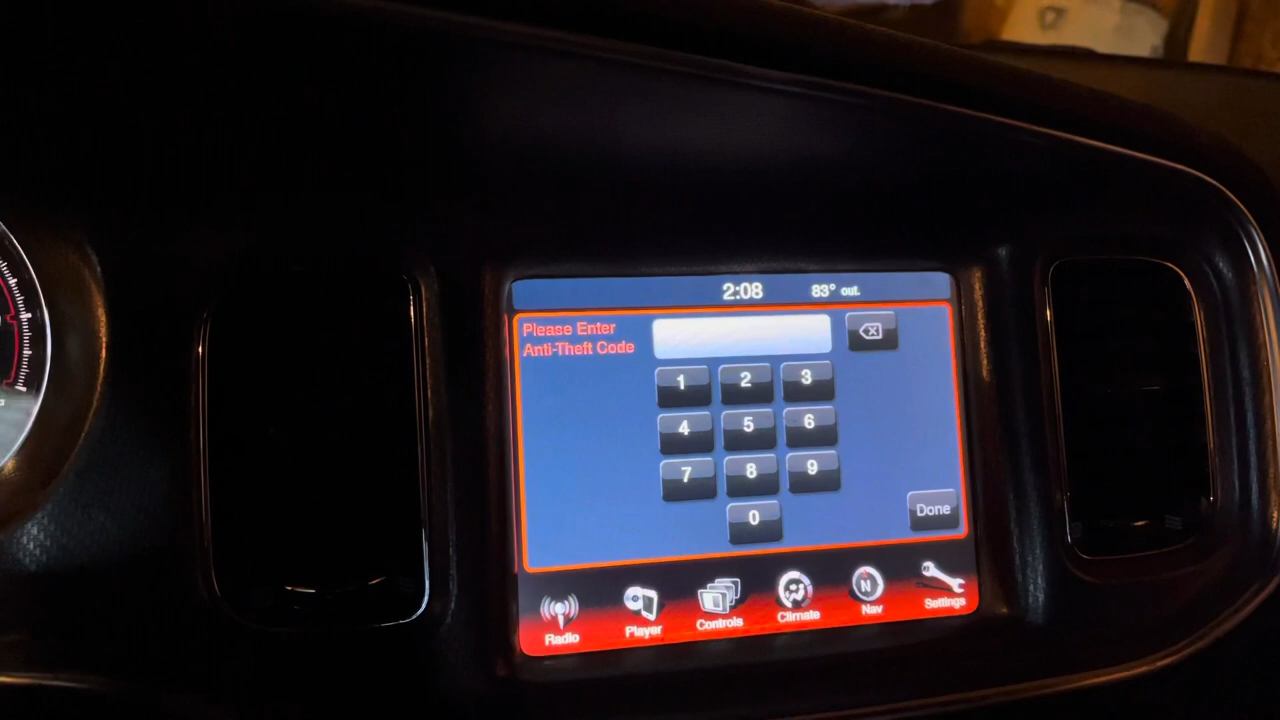 2:08 83° out.
Please Enter
Anti-Theft Code
1 2 3
4 5 6
7 8 9
0
Done
Radio Player Controls Climate N Nav Settings